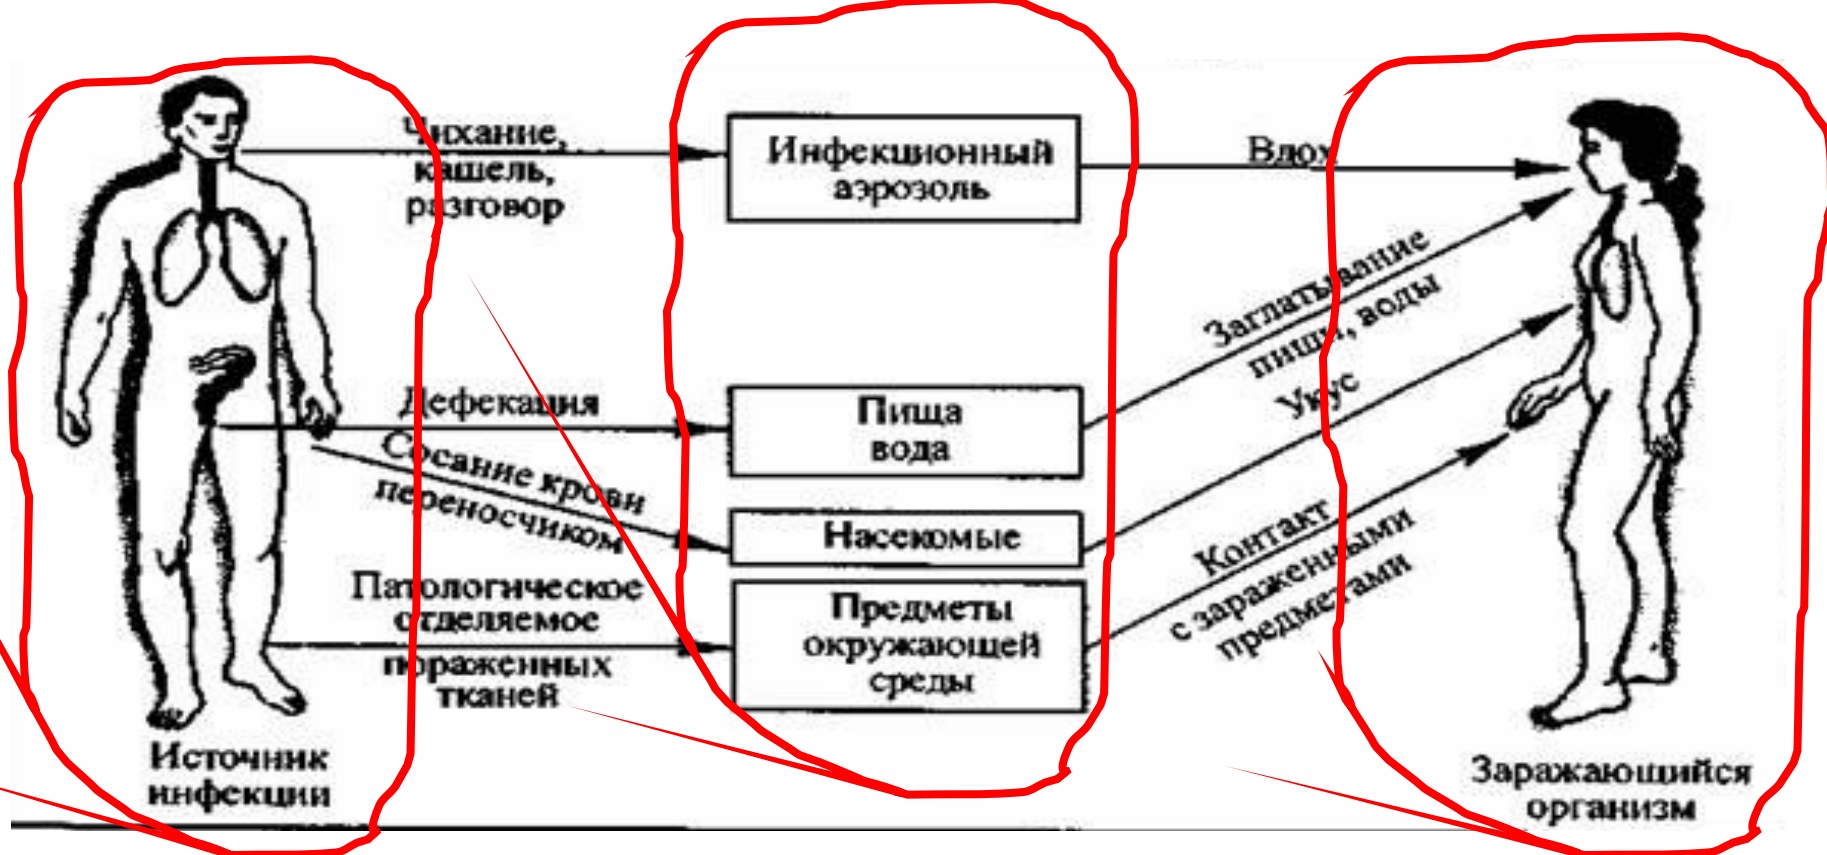 Чихание,
кашель,
разговор
Инфекционный
аэрозоль
Вдох
Заглатывание
пищи, воды
Дефекация
Пища
вода
Укус
Сосание крови
переносчиком
Насекомые
Контакт
с зараженными
предметами
Патологическое
отделяемое
пораженных
тканей
Предметы
окружающей
среды
Источник
инфекции
Заражающийся
организм